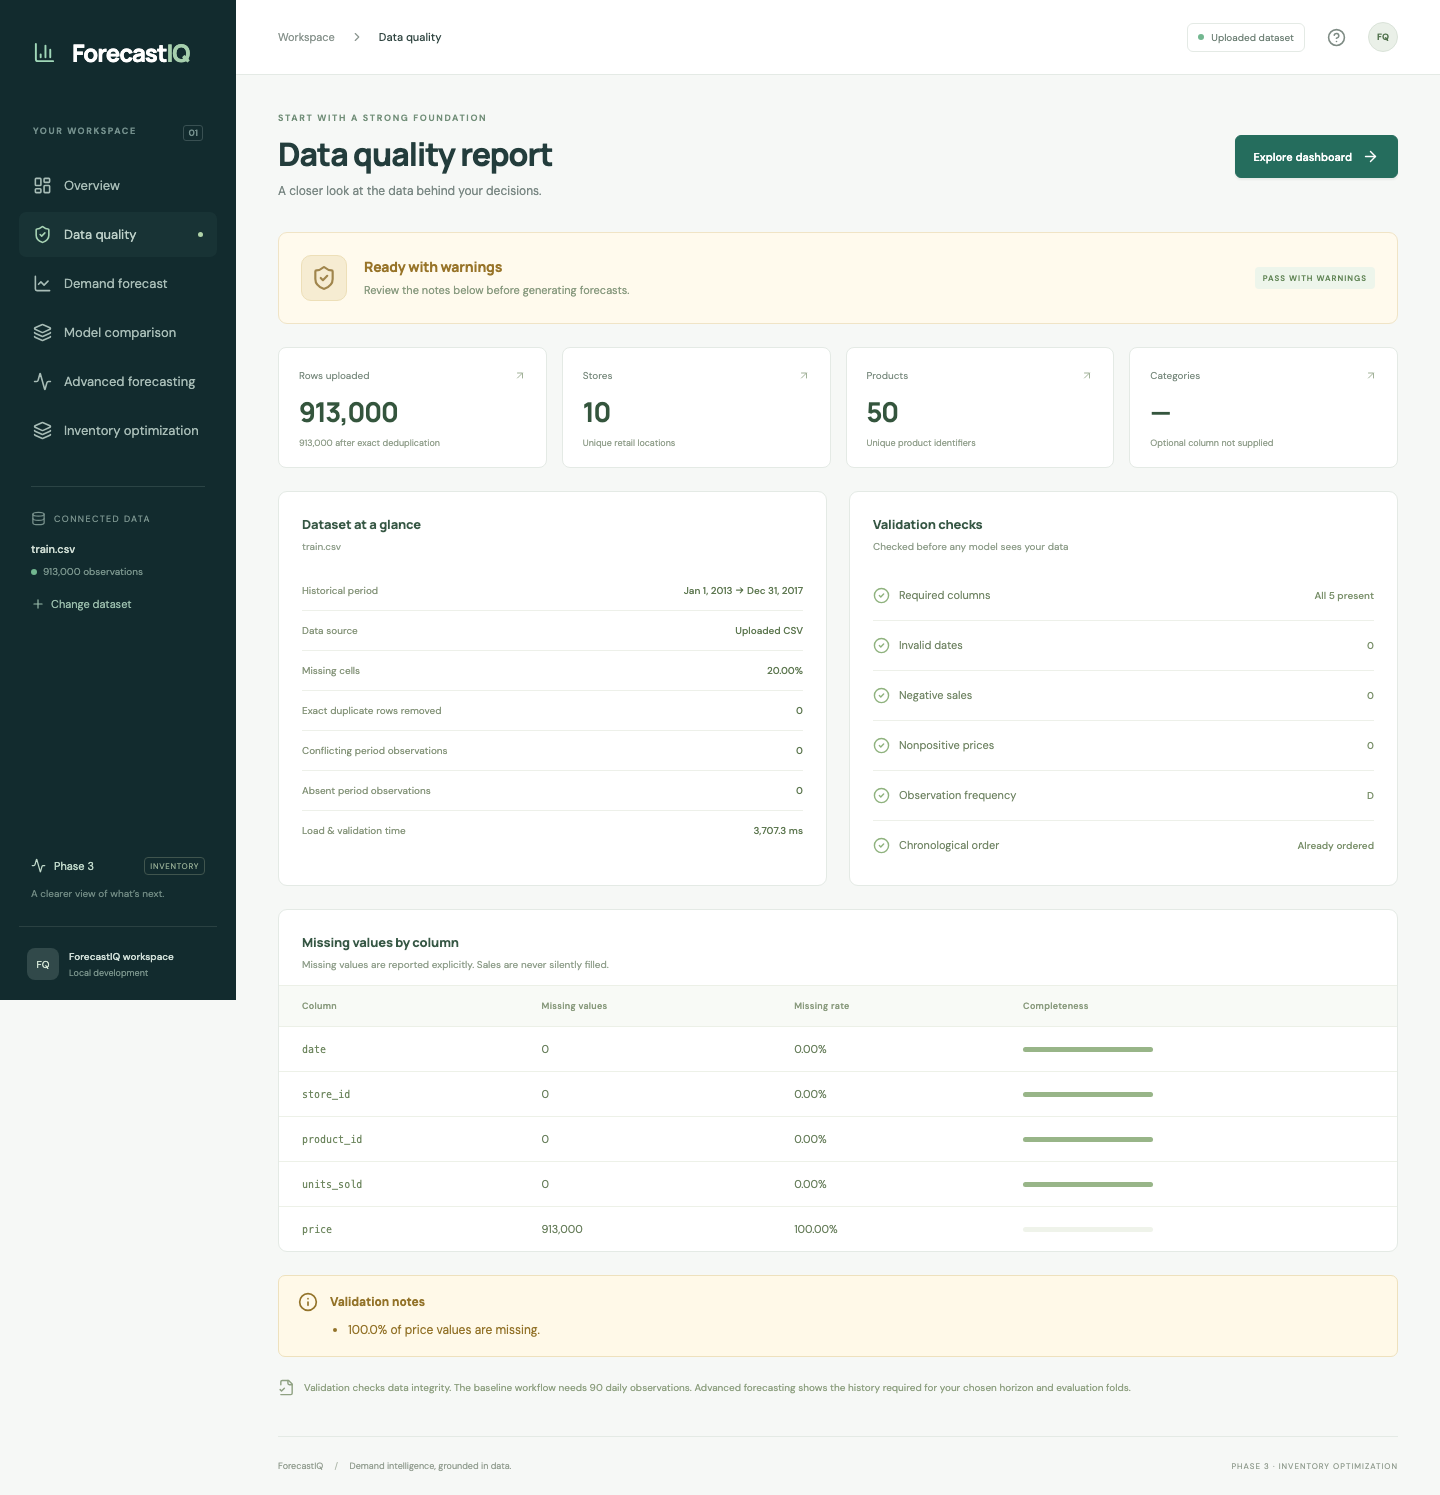 ForecastIQ
YOUR WORKSPACE 01
Overview
Data quality
Demand forecast
Model comparison
Advanced forecasting
Inventory optimization
CONNECTED DATA
train.csv
913,000 observations
Change dataset
Phase 3 INVENTORY
A clearer view of what's next.
FQ
ForecastIQ workspace
Local development
Workspace Data quality
Uploaded dataset
FQ
START WITH A STRONG FOUNDATION
Data quality report
A closer look at the data behind your decisions.
Explore dashboard
Ready with warnings
Review the notes below before generating forecasts.
PASS WITH WARNINGS
Rows uploaded
913,000
913,000 after exact deduplication
Stores
10
Unique retail locations
Products
50
Unique product identifiers
Categories
—
Optional column not supplied
Dataset at a glance
train.csv
Historical period Jan 1, 2013 → Dec 31, 2017
Data source Uploaded CSV
Missing cells 20.00%
Exact duplicate rows removed 0
Conflicting period observations 0
Absent period observations 0
Load & validation time 3,707.3 ms
Validation checks
Checked before any model sees your data
Required columns All 5 present
Invalid dates 0
Negative sales 0
Nonpositive prices 0
Observation frequency D
Chronological order Already ordered
Missing values by column
Missing values are reported explicitly. Sales are never silently filled.
Column Missing values Missing rate Completeness
date 0 0.00%
store_id 0 0.00%
product_id 0 0.00%
units_sold 0 0.00%
price 913,000 100.00%
Validation notes
• 100.0% of price values are missing.
Validation checks data integrity. The baseline workflow needs 90 daily observations. Advanced forecasting shows the history required for your chosen horizon and evaluation folds.
ForecastIQ / Demand intelligence, grounded in data.
PHASE 3 · INVENTORY OPTIMIZATION